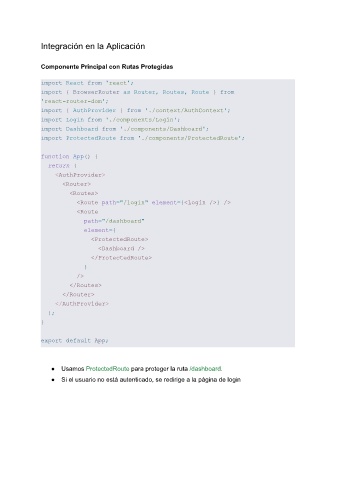 Integración en la Aplicación
Componente Principal con Rutas Protegidas
import React from 'react';
import { BrowserRouter as Router, Routes, Route } from
'react-router-dom';
import { AuthProvider } from './context/AuthContext';
import Login from './components/Login';
import Dashboard from './components/Dashboard';
import ProtectedRoute from './components/ProtectedRoute';
function App() {
return (
<AuthProvider>
<Router>
<Routes>
<Route path="/login" element={<Login />} />
<Route
path="/dashboard"
element={
<ProtectedRoute>
<Dashboard />
</ProtectedRoute>
}
/>
</Routes>
</Router>
</AuthProvider>
);
}
export default App;
● Usamos ProtectedRoute para proteger la ruta /dashboard.
● Si el usuario no está autenticado, se redirige a la página de login